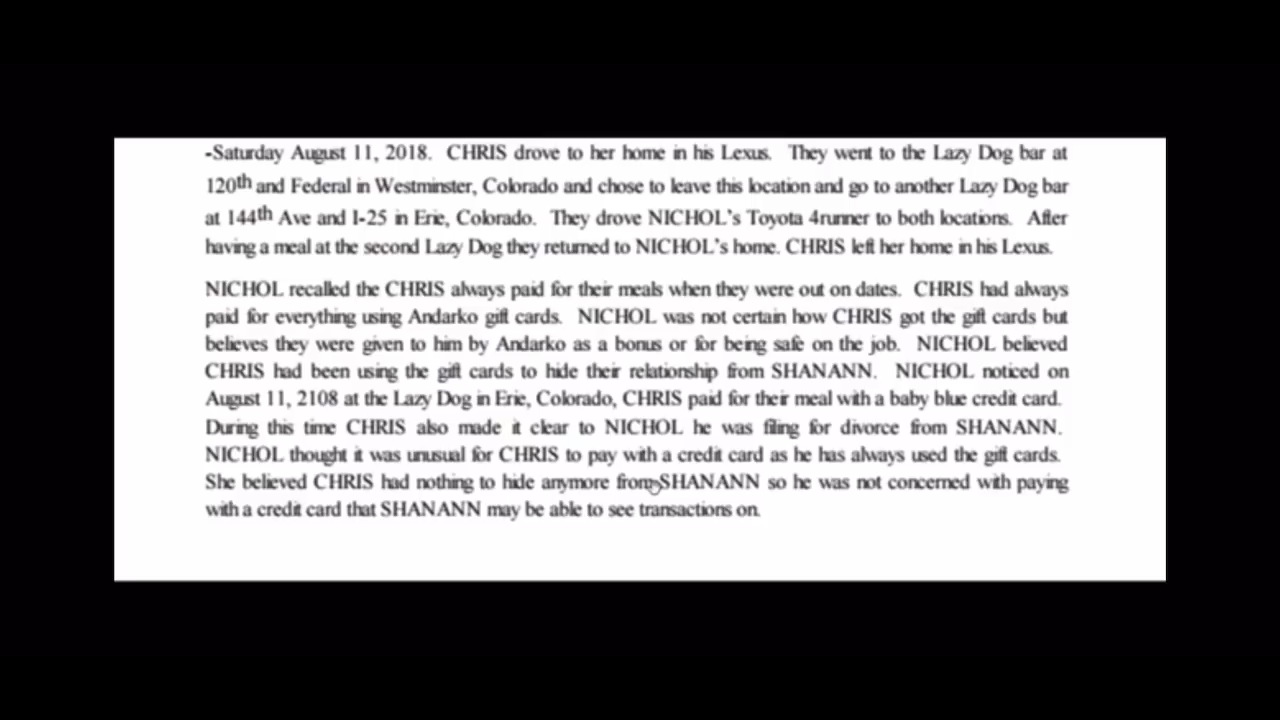 -Saturday August 11, 2018. CHRIS drove to her home in his Lexus. They went to the Lazy Dog bar at
120th and Federal in Westminster, Colorado and chose to leave this location and go to another Lazy Dog bar
at 144th Ave and I-25 in Erie, Colorado. They drove NICHOL's Toyota 4runner to both locations. After
having a meal at the second Lazy Dog they returned to NICHOL's home. CHRIS left her home in his Lexus.
NICHOL recalled the CHRIS always paid for their meals when they were out on dates. CHRIS had always
paid for everything using Andarko gift cards. NICHOL was not certain how CHRIS got the gift cards but
believes they were given to him by Andarko as a bonus or for being safe on the job. NICHOL believed
CHRIS had been using the gift cards to hide their relationship from SHANANN. NICHOL noticed on
August 11, 2108 at the Lazy Dog in Erie, Colorado, CHRIS paid for their meal with a baby blue credit card.
During this time CHRIS also made it clear to NICHOL he was filing for divorce from SHANANN.
NICHOL thought it was unusual for CHRIS to pay with a credit card as he has always used the gift cards.
She believed CHRIS had nothing to hide anymore from SHANANN so he was not concerned with paying
with a credit card that SHANANN may be able to see transactions on.